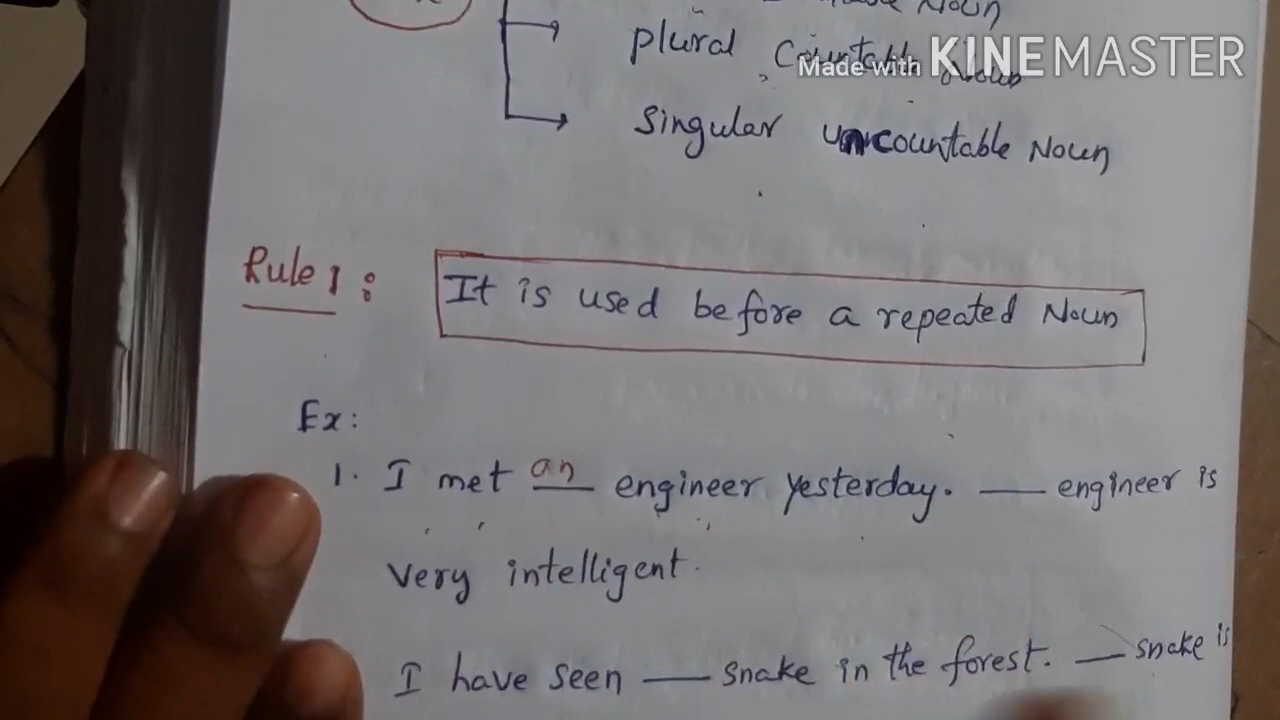 Noun
plural Countable Noun
Made with KINEMASTER
singular uncountable Noun
Rule 1:
It is used before a repeated Noun
Ex:
1. I met an engineer yesterday. ___ engineer is
very intelligent.
I have seen ___ snake in the forest. ___ snake is